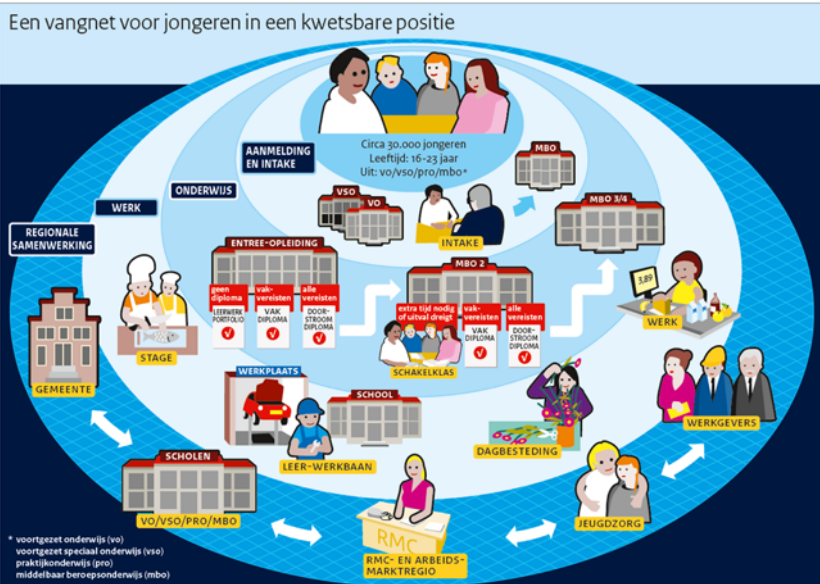 Een vangnet voor jongeren in een kwetsbare positie
Circa 30.000 jongeren
Leeftijd: 16-23 jaar
Uit: vo/vso/pro/mbo*
AANMELDING
EN INTAKE
ONDERWIJS
WERK
REGIONALE
SAMENWERKING
MBO
VSO
VO
INTAKE
MBO 3/4
ENTREE-OPLEIDING
geen
diploma
LEERWERK
PORTFOLIO
vak-
vereisten
VAK
DIPLOMA
alle
vereisten
DOOR-
STROOM
DIPLOMA
MBO 2
extra tijd nodig
of uitval dreigt
SCHAKELKLAS
vak-
vereisten
VAK
DIPLOMA
alle
vereisten
DOOR-
STROOM
DIPLOMA
3,89
WERK
STAGE
GEMEENTE
WERKPLAATS
SCHOOL
LEER-WERKBAAN
DAGBESTEDING
WERKGEVERS
SCHOLEN
VO/VSO/PRO/MBO
RMC
RMC- EN ARBEIDS-
MARKTREGIO
JEUGDZORG
* voortgezet onderwijs (vo)
voortgezet speciaal onderwijs (vso)
praktijkonderwijs (pro)
middelbaar beroepsonderwijs (mbo)